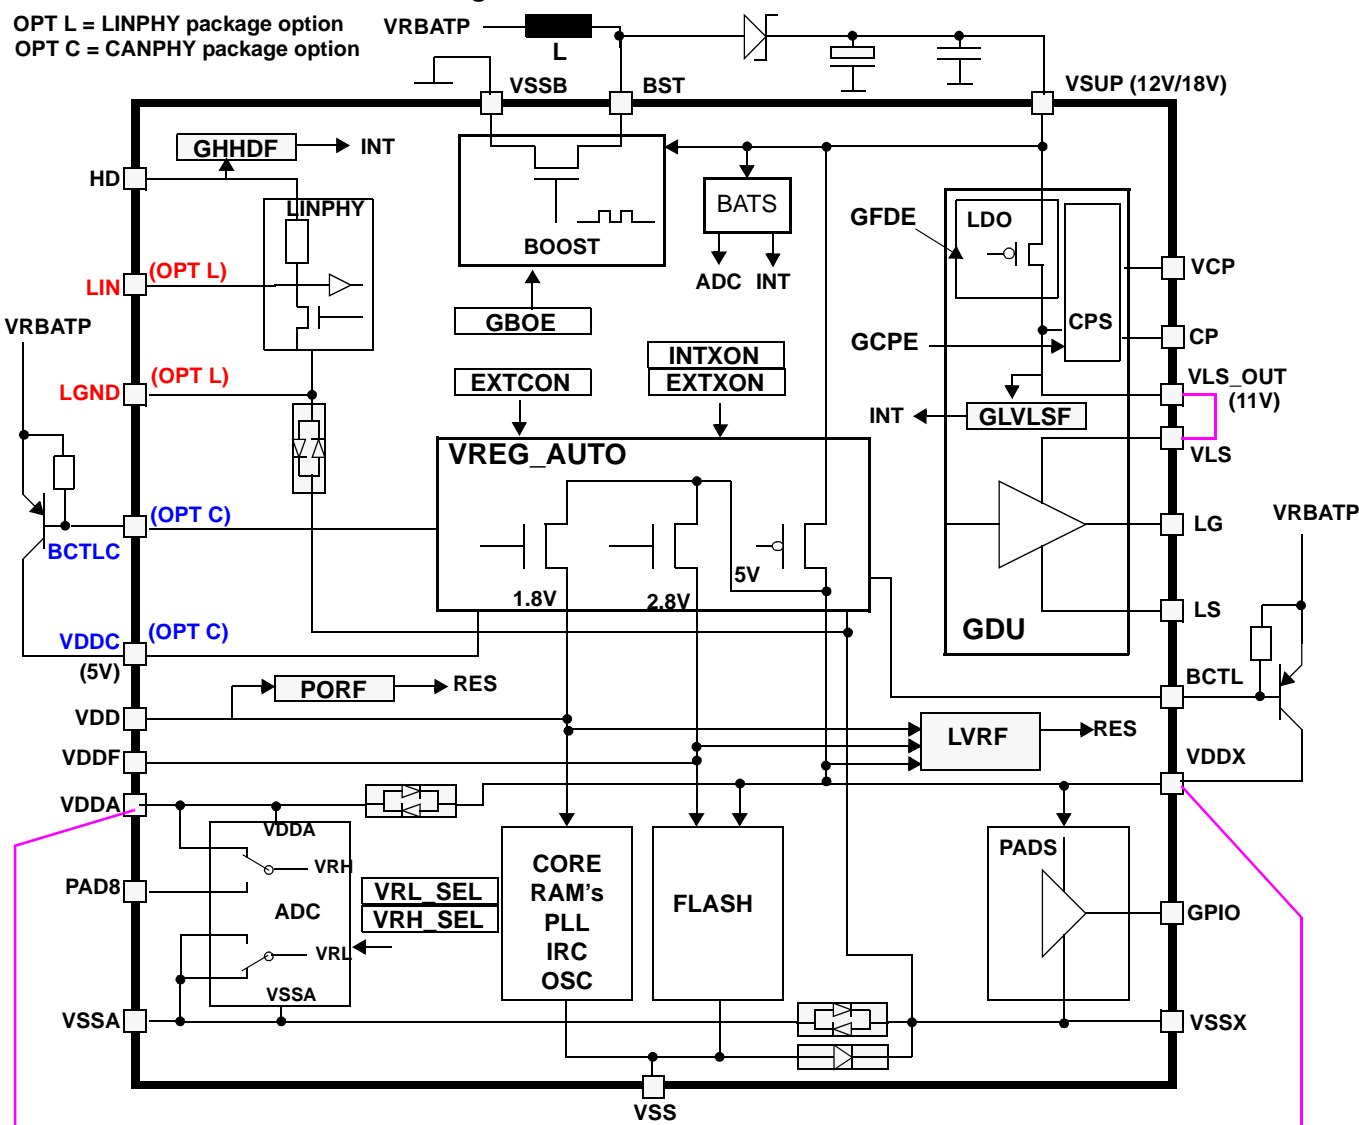 OPT L = LINPHY package option
OPT C = CANPHY package option
VRBATP
L
VSSB
BST
VSUP (12V/18V)
GHHDF
INT
HD
LINPHY
BOOST
BATS
ADC
INT
GFDE
LDO
VCP
(OPT L)
LIN
VRBATP
GBOE
GCPE
CPS
CP
INTXON
EXTCON
EXTXON
(OPT L)
LGND
VLS_OUT
(11V)
INT
GLVLSF
VREG_AUTO
VLS
(OPT C)
BCTLC
LG
VRBATP
5V
1.8V
2.8V
LS
(OPT C)
VDDC
(5V)
GDU
BCTL
PORF
RES
VDD
LVRF
RES
VDDF
VDDX
VDDA
VDDA
VRH
PAD8
ADC
VRL_SEL
VRH_SEL
VRL
VSSA
CORE
RAM's
PLL
IRC
OSC
FLASH
PADS
GPIO
VSSA
VSSX
VSS